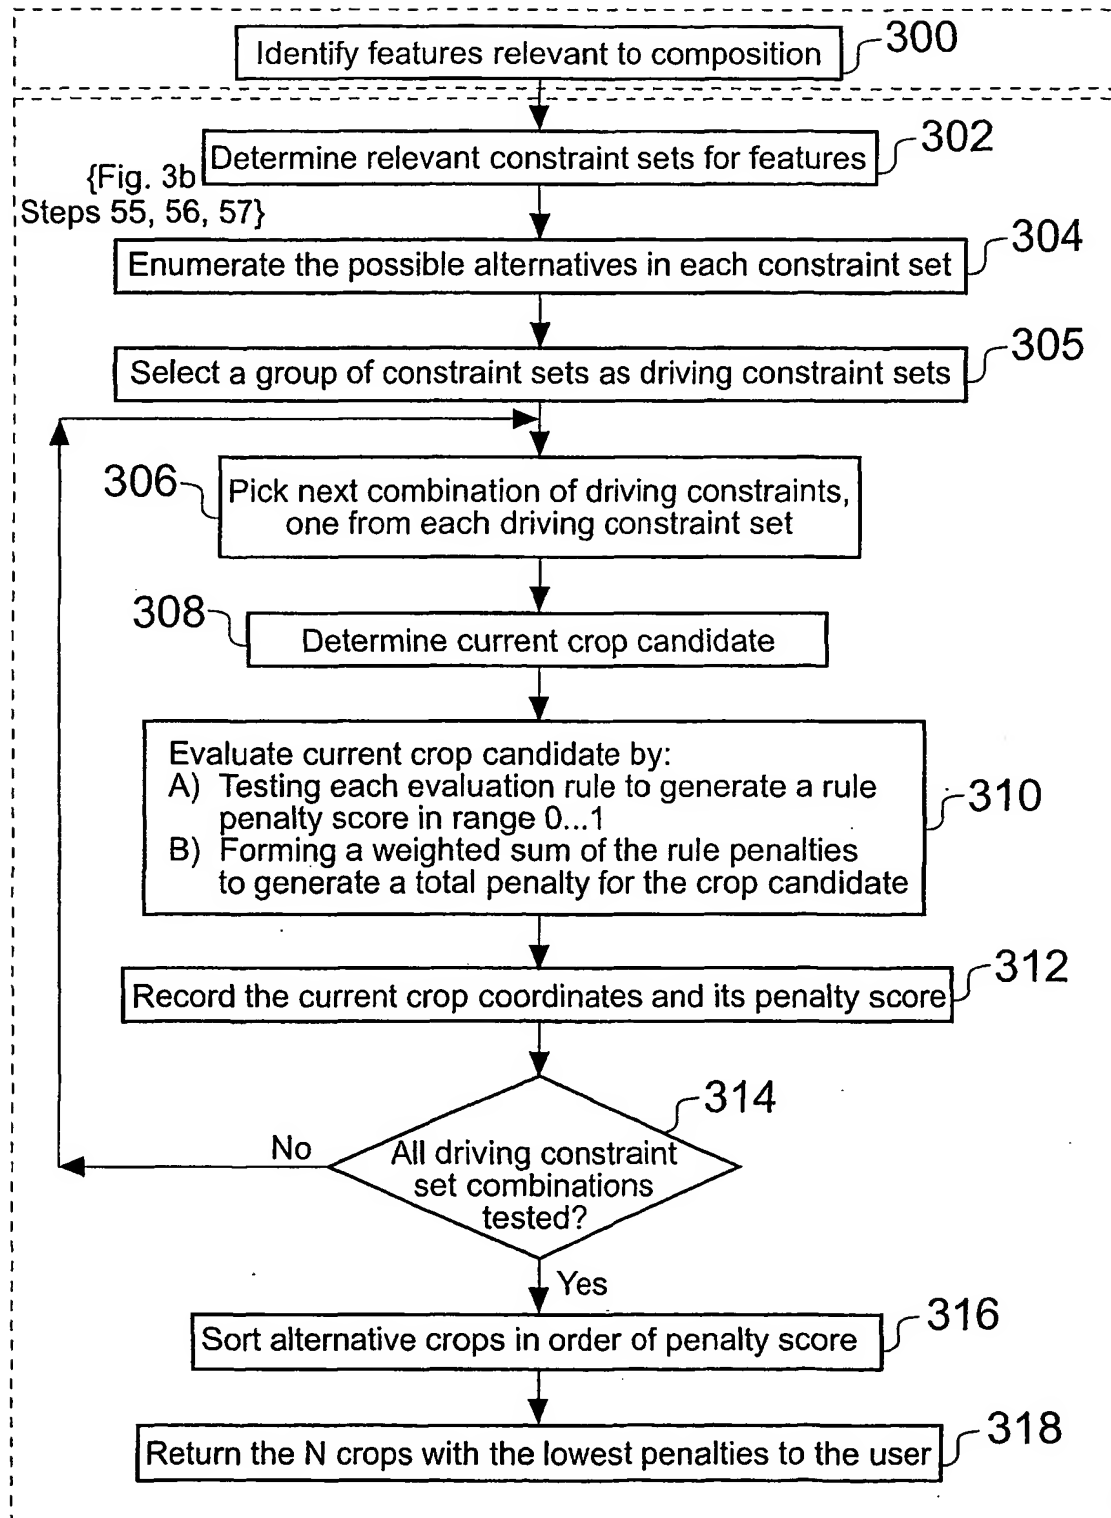 Identify features relevant to composition
300
Determine relevant constraint sets for features
302
{Fig. 3b
Steps 55, 56, 57}
Enumerate the possible alternatives in each constraint set
304
Select a group of constraint sets as driving constraint sets
305
306
Pick next combination of driving constraints,
one from each driving constraint set
308
Determine current crop candidate
Evaluate current crop candidate by:
A) Testing each evaluation rule to generate a rule
penalty score in range 0...1
B) Forming a weighted sum of the rule penalties
to generate a total penalty for the crop candidate
310
Record the current crop coordinates and its penalty score
312
314
No
All driving constraint
set combinations
tested?
Yes
Sort alternative crops in order of penalty score
316
Return the N crops with the lowest penalties to the user
318